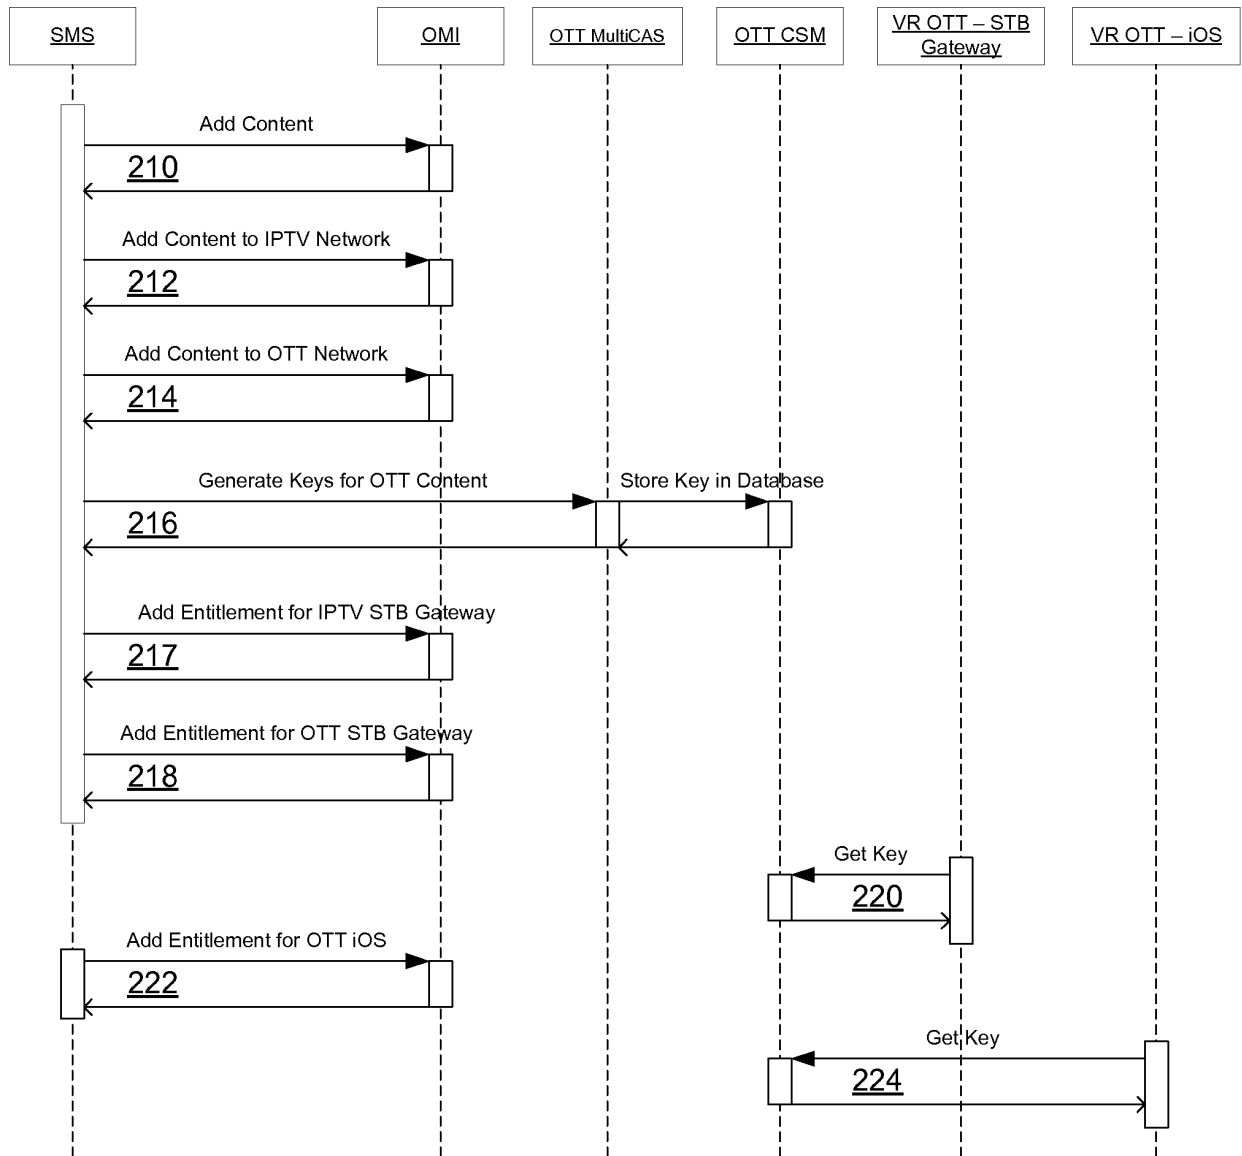 SMS
OMI
OTT MultiCAS
OTT CSM
VR OTT – STB
Gateway
VR OTT – iOS
Add Content
210
Add Content to IPTV Network
212
Add Content to OTT Network
214
Generate Keys for OTT Content
Store Key in Database
216
Add Entitlement for IPTV STB Gateway
217
Add Entitlement for OTT STB Gateway
218
Get Key
220
Add Entitlement for OTT iOS
222
Get Key
224